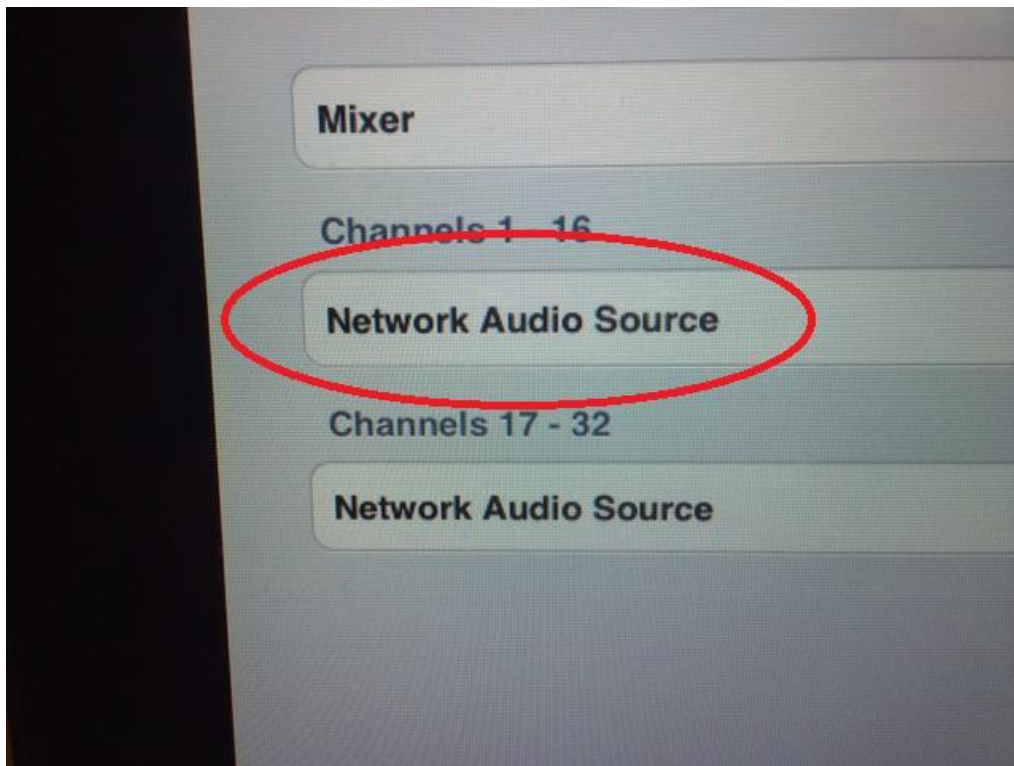 Mixer
Channels 1 - 16
Network Audio Source
Channels 17 - 32
Network Audio Source